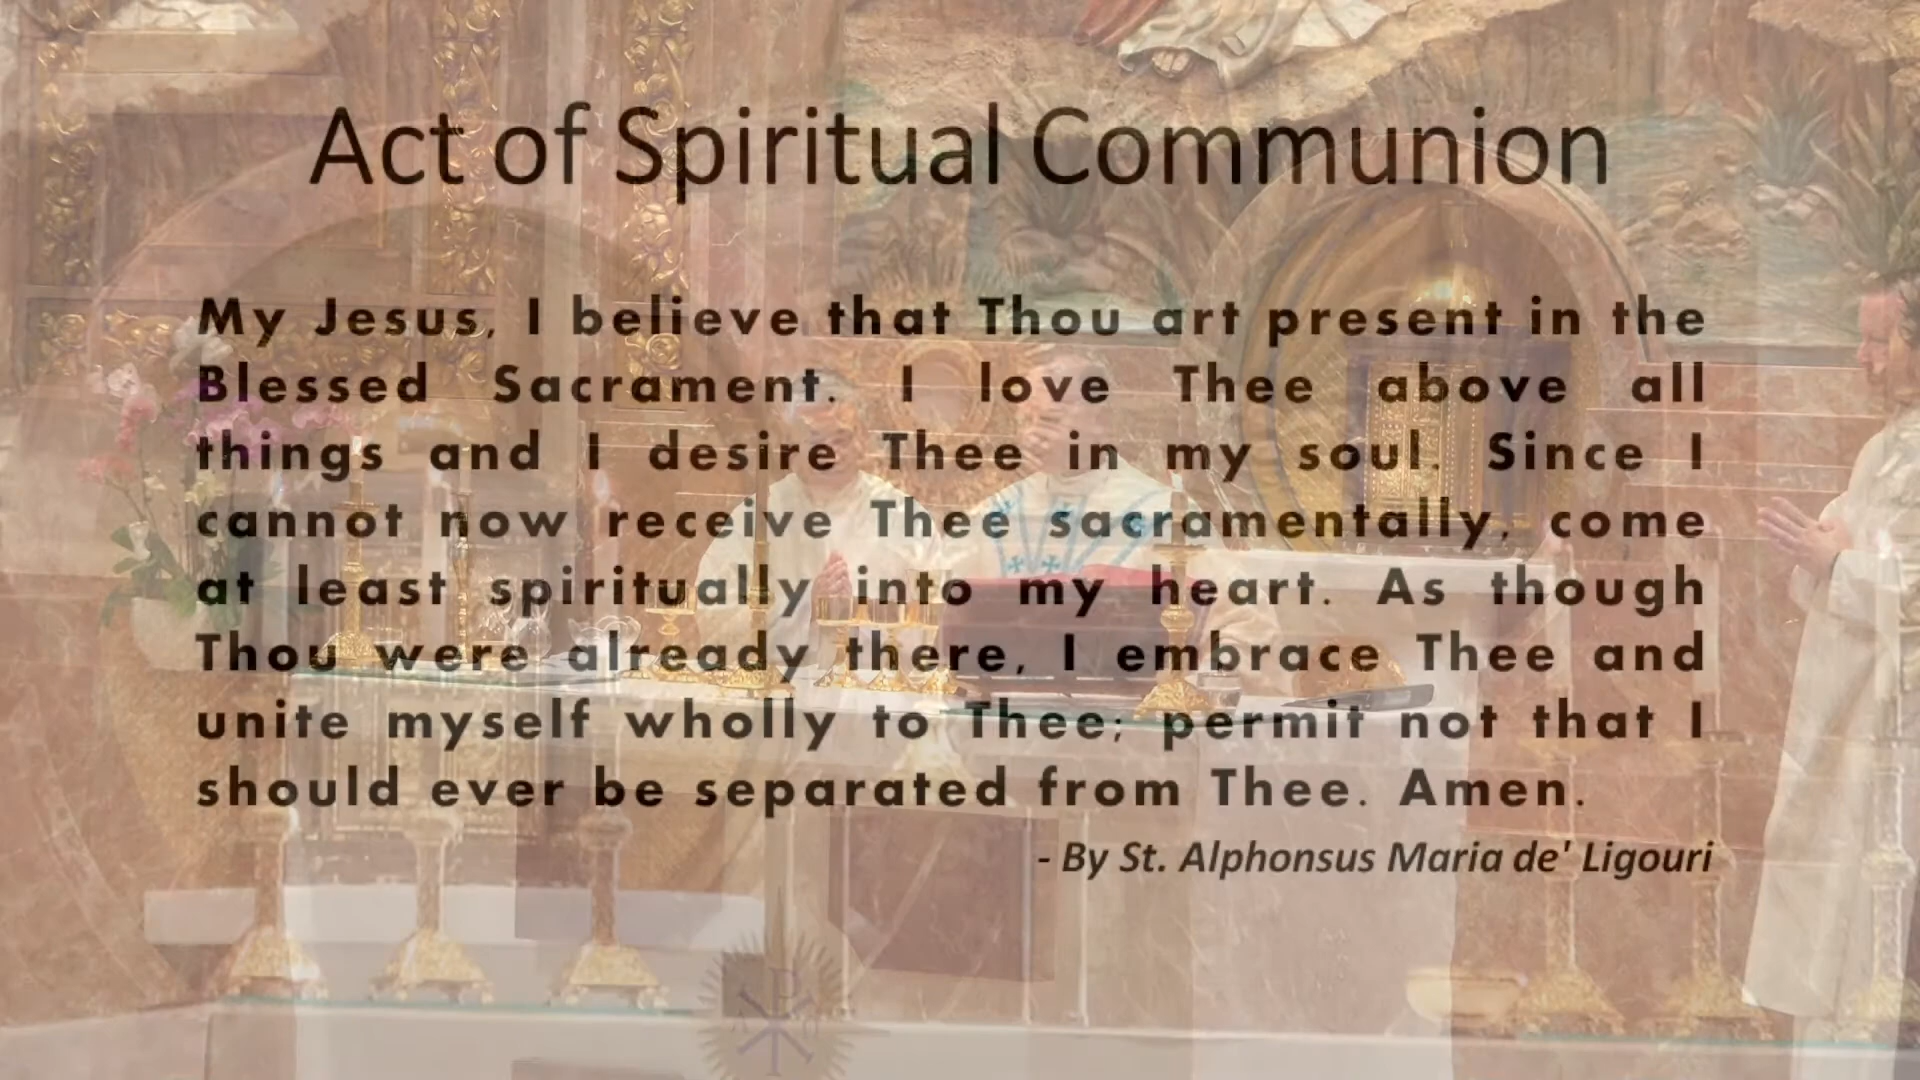 Act of Spiritual Communion
My Jesus, I believe that Thou art present in the
Blessed Sacrament. I love Thee above all
things and I desire Thee in my soul. Since I
cannot now receive Thee sacramentally, come
at least spiritually into my heart. As though
Thou were already there, I embrace Thee and
unite myself wholly to Thee; permit not that I
should ever be separated from Thee. Amen.
- By St. Alphonsus Maria de' Ligouri